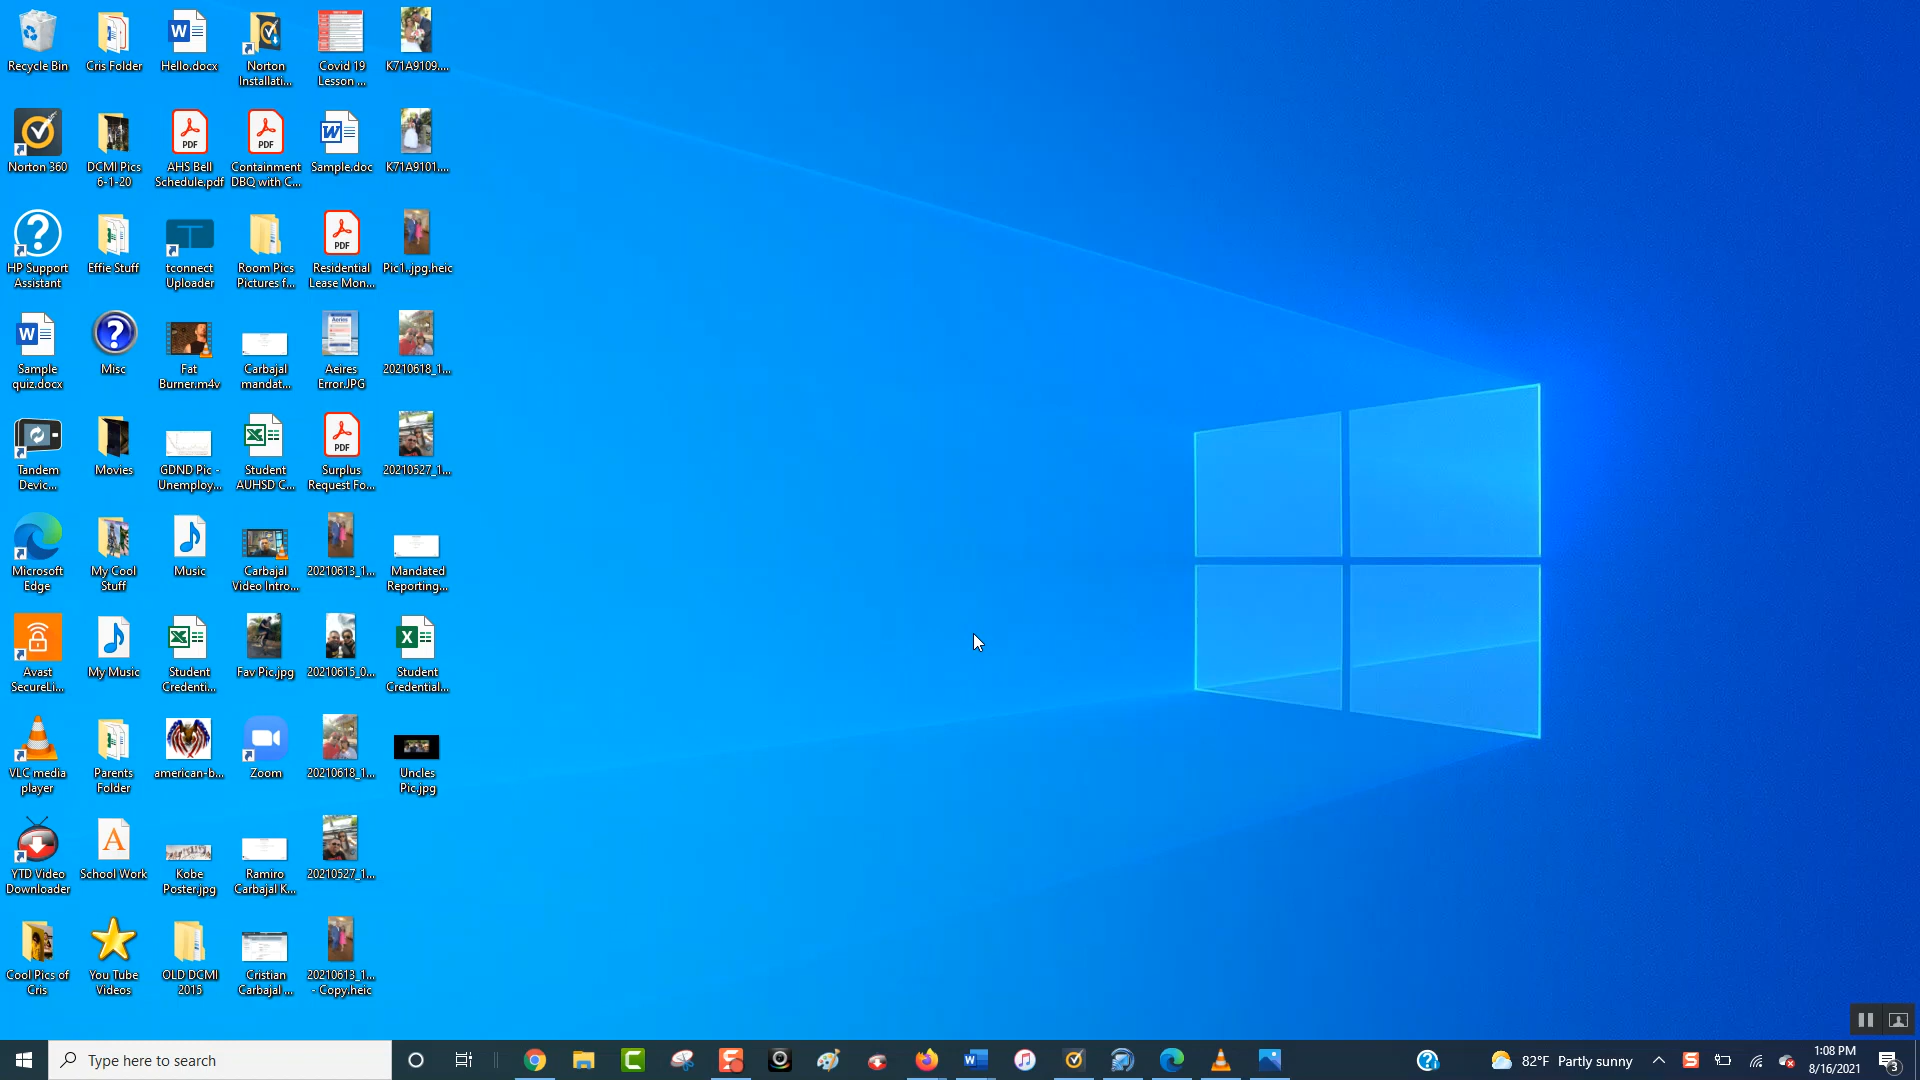 Recycle Bin
Cris Folder
Hello.docx
Norton
Installati...
Covid 19
Lesson ...
K71A9109....
Norton 360
DCMI Pics
6-1-20
PDF
AHS Bell
Schedule.pdf
PDF
Containment
DBQ with C...
Sample.doc
K71A9101....
HP Support
Assistant
Effie Stuff
tconnect
Uploader
Room Pics
Pictures f...
PDF
Residential
Lease Mon...
Pic1..jpg.heic
Sample
quiz.docx
Misc
Fat
Burner.m4v
Carbajal
mandat...
Aeries
Aeires
Error.JPG
20210618_1...
Tandem
Devic...
Movies
GDND Pic -
Unemploy...
Student
AUHSD C...
PDF
Surplus
Request Fo...
20210527_1...
Microsoft
Edge
My Cool
Stuff
Music
Carbajal
Video Intro...
20210613_1...
Mandated
Reporting...
Avast
SecureLi...
My Music
Student
Credenti...
Fav Pic.jpg
20210615_0...
Student
Credential...
VLC media
player
Parents
Folder
american-b...
Zoom
20210618_1...
Uncles
Pic.jpg
YTD Video
Downloader
School Work
Kobe
Poster.jpg
Ramiro
Carbajal K...
20210527_1...
Cool Pics of
Cris
You Tube
Videos
OLD DCMI
2015
Cristian
Carbajal ...
20210613_1...
- Copy.heic
Type here to search
82°F Partly sunny
1:08 PM
8/16/2021
3